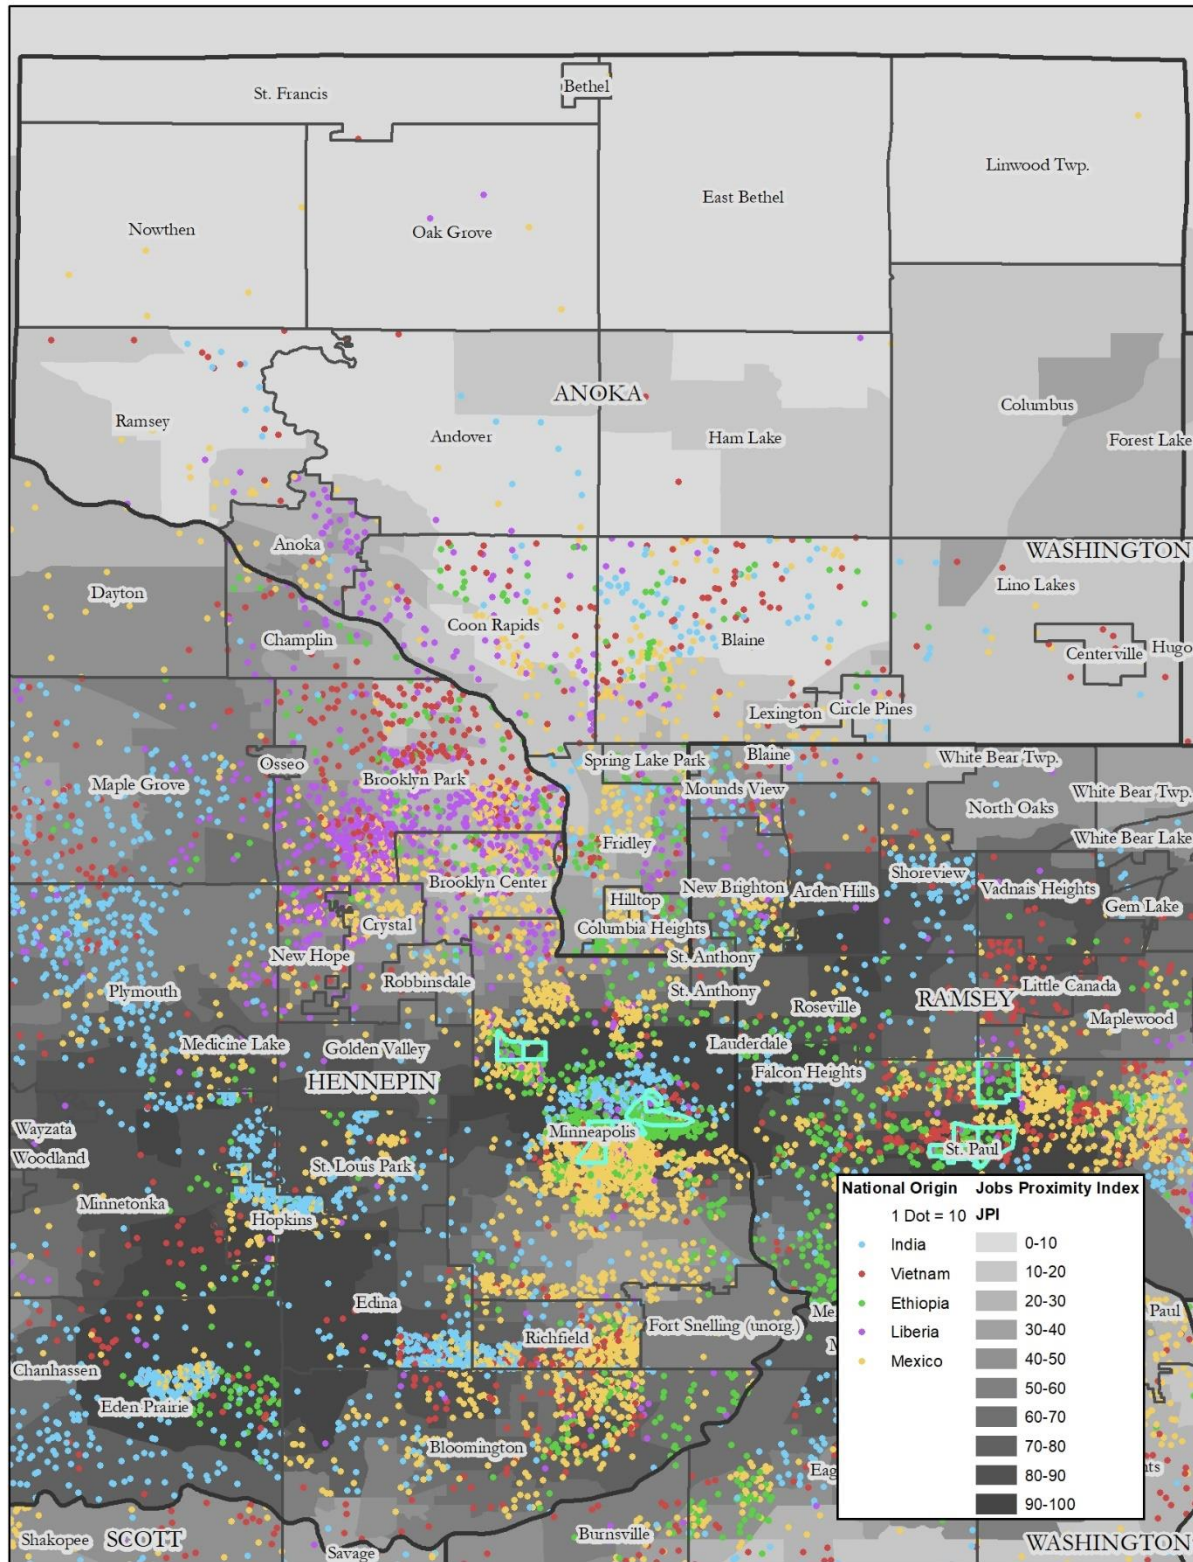 St. Francis
Bethel
Linwood Twp.
East Bethel
Nowthen
Oak Grove
ANOKA
Columbus
Ramsey
Andover
Ham Lake
Forest Lake
Anoka
WASHINGTON
Dayton
Lino Lakes
Coon Rapids
Blaine
Champlin
Centerville
Hugo
Lexington
Circle Pines
Osseo
Spring Lake Park
Blaine
White Bear Twp.
Maple Grove
Brooklyn Park
Mounds View
North Oaks
White Bear Twp.
White Bear Lake
Fridley
Brooklyn Center
New Brighton
Arden Hills
Shoreview
Vadnais Heights
Hilltop
Gem Lake
Crystal
Columbia Heights
New Hope
St. Anthony
Robbinsdale
Plymouth
St. Anthony
Little Canada
Roseville
RAMSEY
Maplewood
Medicine Lake
Golden Valley
Lauderdale
Falcon Heights
HENNEPIN
Wayzata
Minneapolis
Woodland
St. Louis Park
St. Paul
Minnetonka
Hopkins
National Origin
Jobs Proximity Index
1 Dot = 10
JPI
India
0-10
Vietnam
10-20
Ethiopia
20-30
Liberia
30-40
Mexico
40-50
50-60
60-70
70-80
80-90
90-100
Edina
Richfield
Fort Snelling (unorg.)
Me
Paul
M
Chanhassen
Eden Prairie
Bloomington
Eag
hts
Shakopee
SCOTT
Savage
Burnsville
WASHINGTON